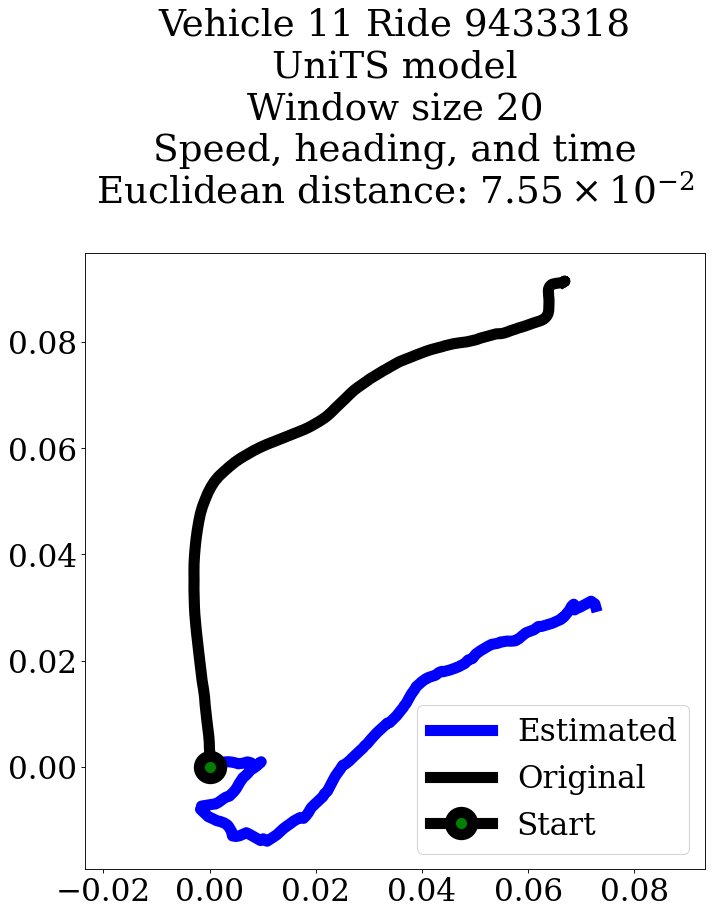 Vehicle 11 Ride 9433318
UniTS model
Window size 20
Speed, heading, and time
Euclidean distance: 7.55 × 10⁻²
0.08
0.06
0.04
0.02
0.00
−0.02 0.00 0.02 0.04 0.06 0.08
Estimated
Original
Start